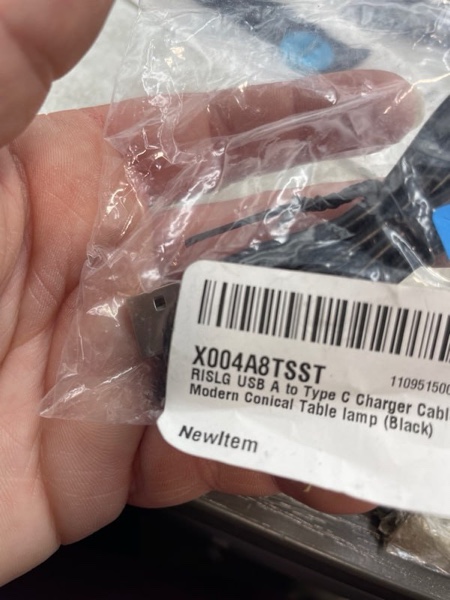 X004A8TSST
RISLG USB A to Type C Charger Cabl
Modern Conical Table lamp (Black)
NewItem